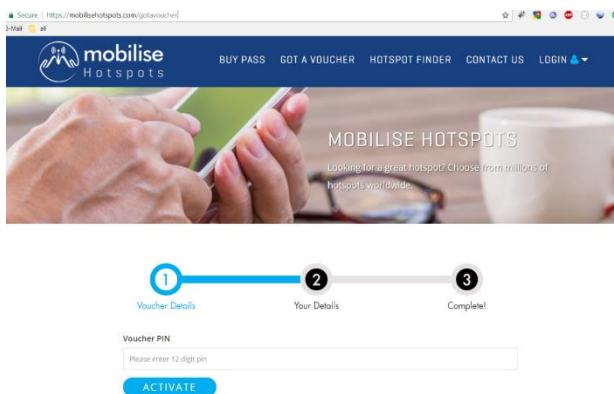 Secure | https://mobilisehotspots.com/gotavoucher
E-Mail all
mobilise
Hotspots
BUY PASS GOT A VOUCHER HOTSPOT FINDER CONTACT US LOGIN
MOBILISE HOTSPOTS
Looking for a great hotspot? Choose from millions of
hotspots worldwide.
1 2 3
Voucher Details Your Details Complete!
Voucher PIN
Please enter 12 digit pin
ACTIVATE